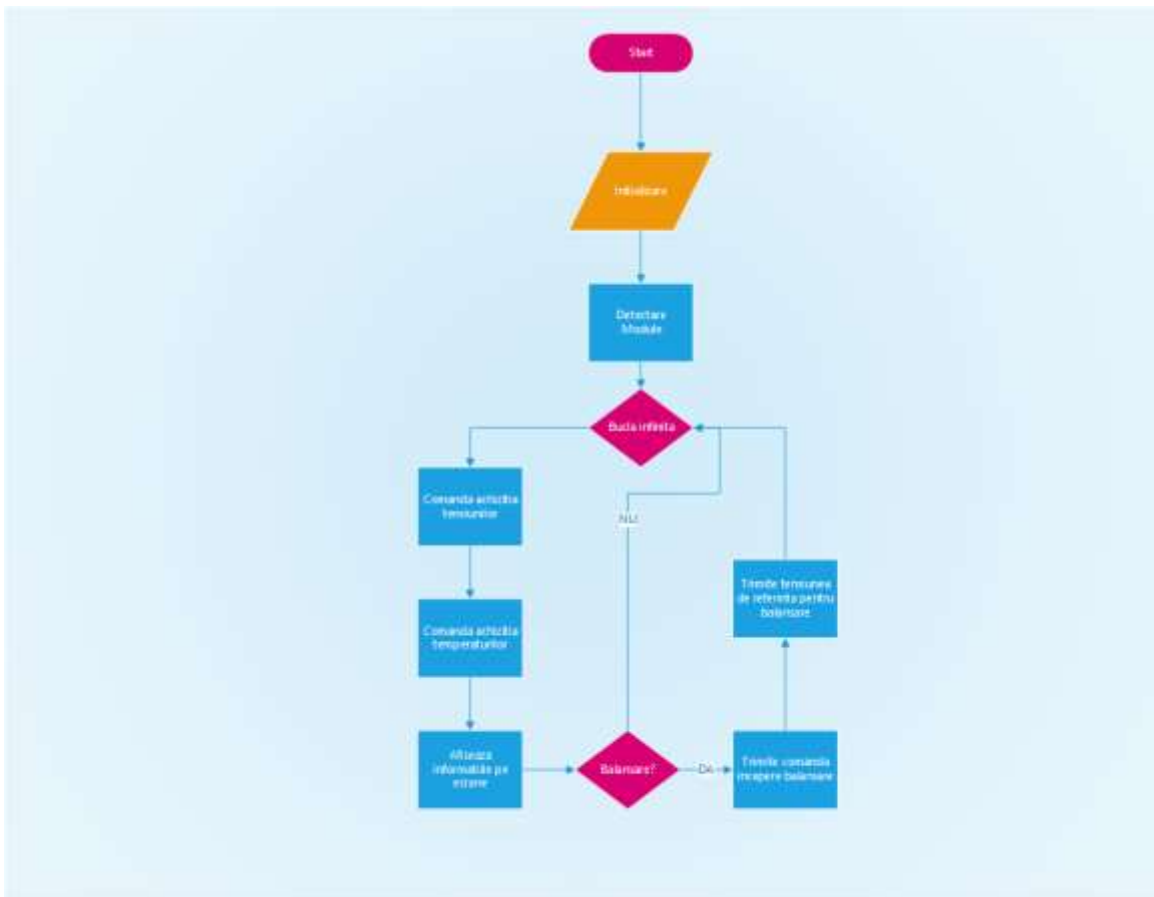 Start
Initializare
Detectare
Module
Bucla infinita
Comanda achizitia
tensiunilor
NU
Comanda achizitia
temperaturilor
Trimite tensiunea
de referinta pentru
balansare
Afiseaza
informatiile pe
ecrane
Balansare?
DA
Trimite comanda
incepere balansare